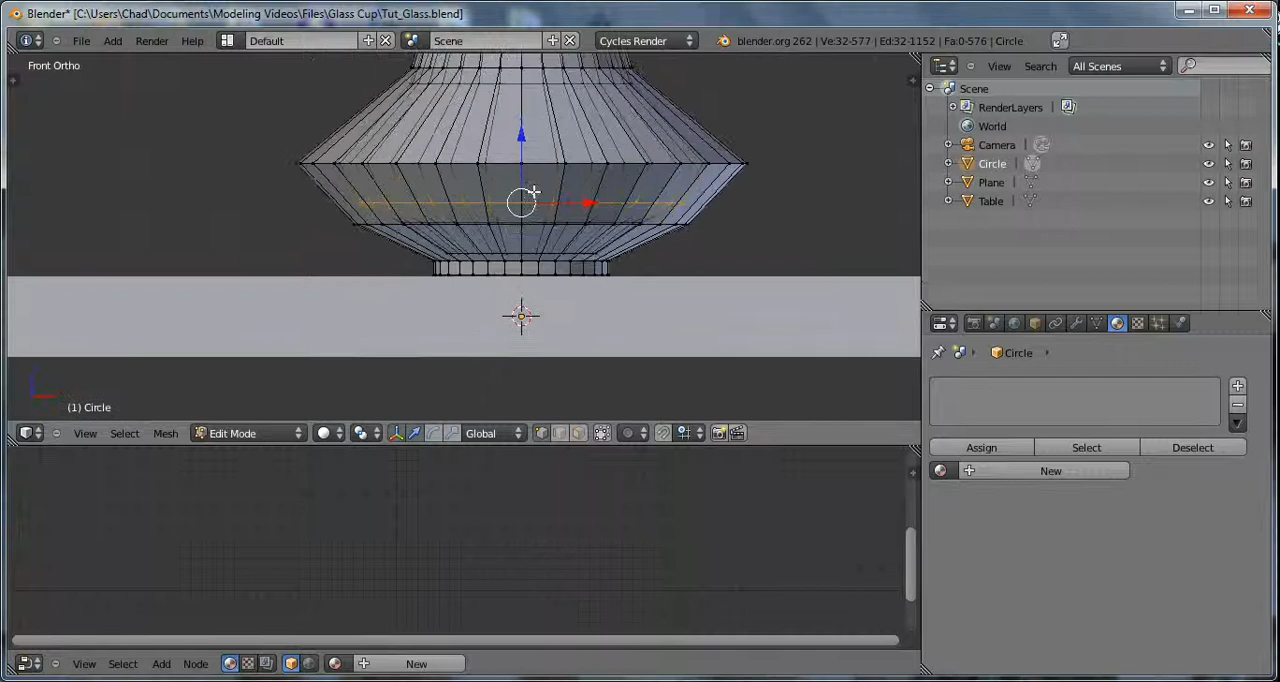 Blender* [C:\Users\Chad\Documents\Modeling Videos\Files\Glass Cup\Tut_Glass.blend]
File Add Render Help Default Scene Cycles Render blender.org 262 | Ve:32-577 | Ed:32-1152 | Fa:0-576 | Circle
Front Ortho
View Search All Scenes
Scene
RenderLayers
World
Camera
Circle
Plane
Table
Circle
(1) Circle
View Select Mesh Edit Mode Global
Assign Select Deselect
New
View Select Add Node New